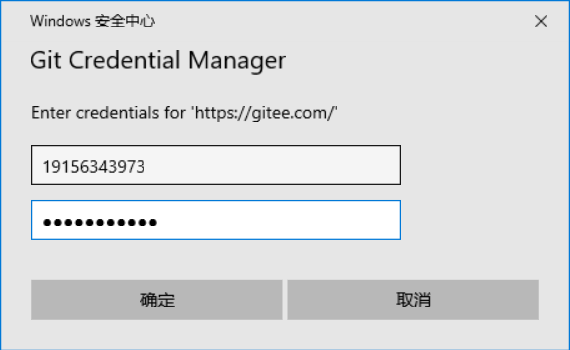 Windows 安全中心
Git Credential Manager
Enter credentials for 'https://gitee.com/'
19156343973
●●●●●●●●●●●
确定 取消